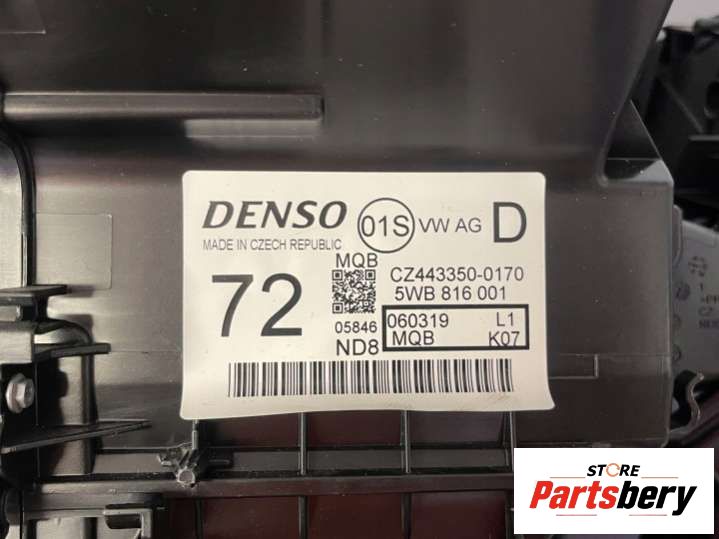 DENSO 01S VW AG D
MADE IN CZECH REPUBLIC
72 MQB CZ443350-0170
5WB 816 001
05846 060319 L1
ND8 MQB K07
STORE
Partsbery